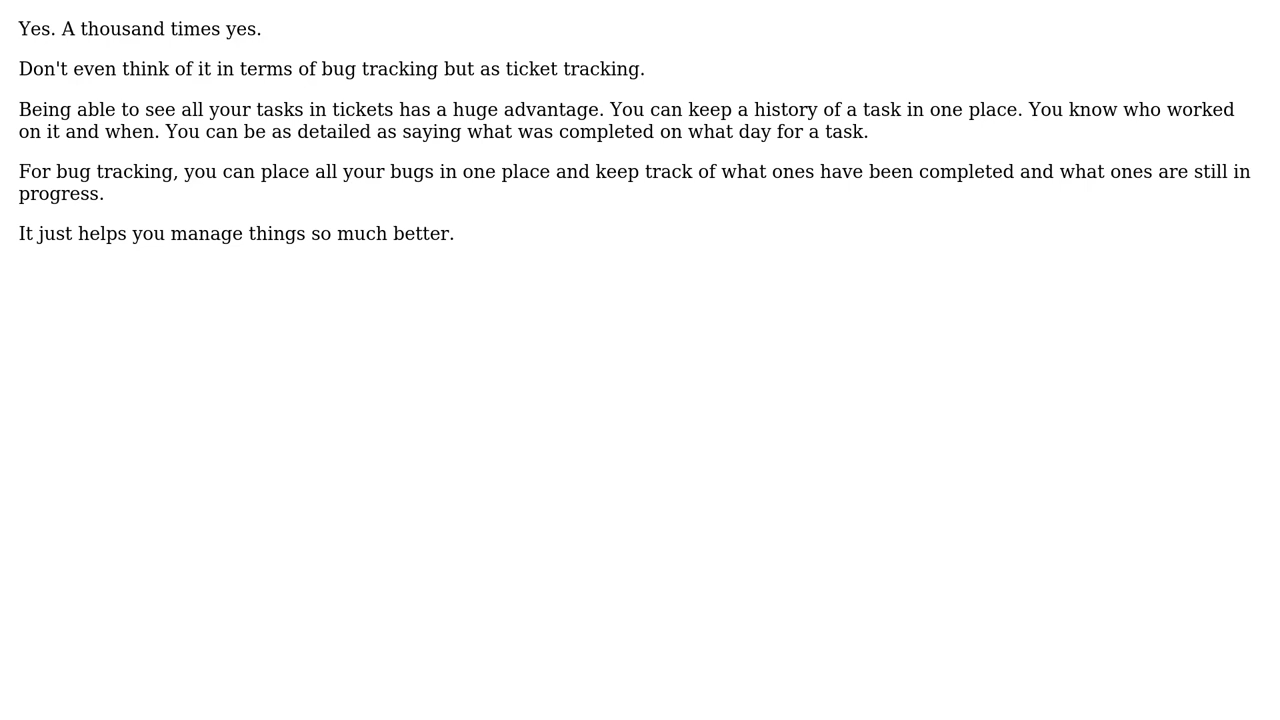 Yes. A thousand times yes.
Don't even think of it in terms of bug tracking but as ticket tracking.
Being able to see all your tasks in tickets has a huge advantage. You can keep a history of a task in one place. You know who worked
on it and when. You can be as detailed as saying what was completed on what day for a task.
For bug tracking, you can place all your bugs in one place and keep track of what ones have been completed and what ones are still in
progress.
It just helps you manage things so much better.